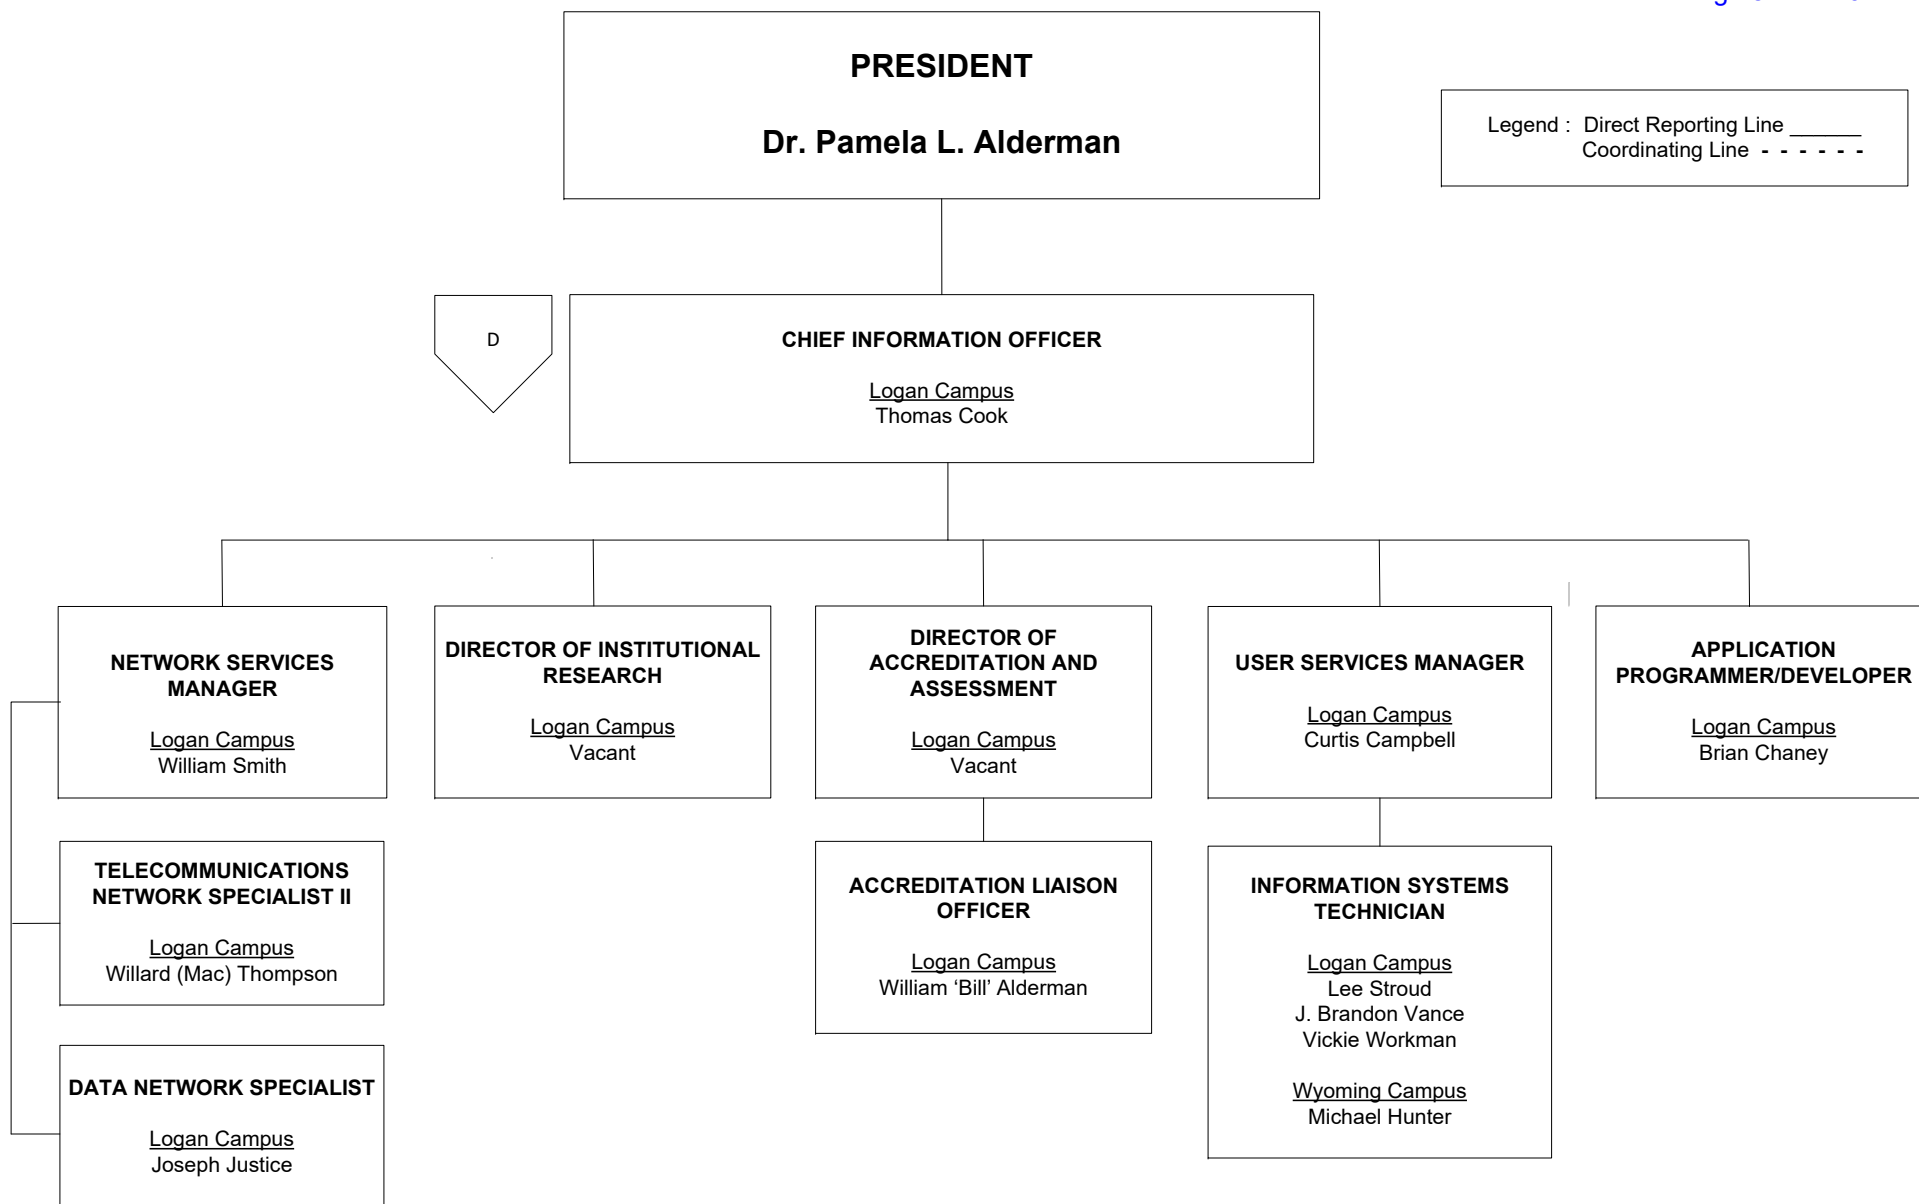 PRESIDENT
Dr. Pamela L. Alderman
Legend : Direct Reporting Line ______
Coordinating Line - - - - - -
D
CHIEF INFORMATION OFFICER
Logan Campus
Thomas Cook
NETWORK SERVICES
MANAGER
Logan Campus
William Smith
DIRECTOR OF INSTITUTIONAL
RESEARCH
Logan Campus
Vacant
DIRECTOR OF
ACCREDITATION AND
ASSESSMENT
Logan Campus
Vacant
USER SERVICES MANAGER
Logan Campus
Curtis Campbell
APPLICATION
PROGRAMMER/DEVELOPER
Logan Campus
Brian Chaney
TELECOMMUNICATIONS
NETWORK SPECIALIST II
Logan Campus
Willard (Mac) Thompson
ACCREDITATION LIAISON
OFFICER
Logan Campus
William ‘Bill’ Alderman
INFORMATION SYSTEMS
TECHNICIAN
Logan Campus
Lee Stroud
J. Brandon Vance
Vickie Workman
Wyoming Campus
Michael Hunter
DATA NETWORK SPECIALIST
Logan Campus
Joseph Justice